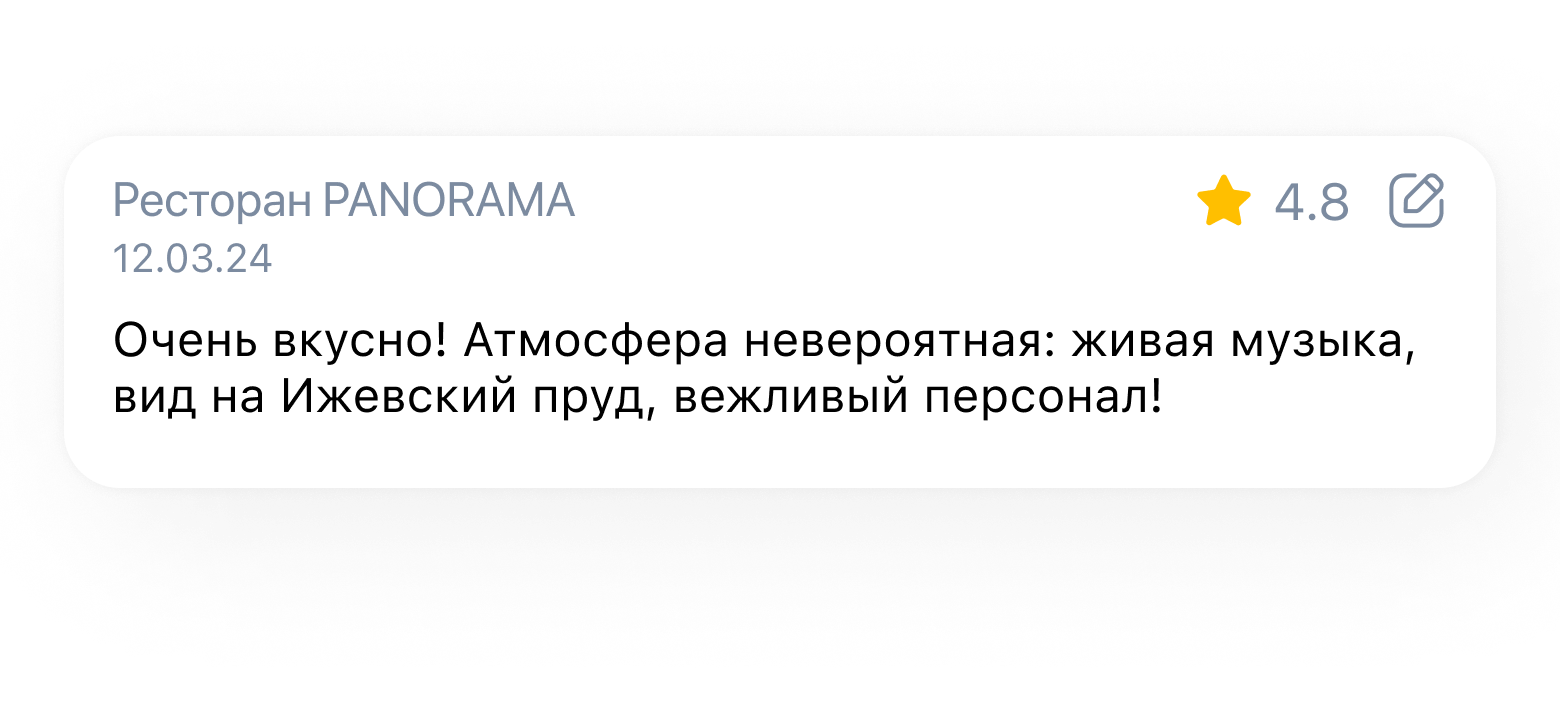 Ресторан PANORAMA
4.8
12.03.24
Очень вкусно! Атмосфера невероятная: живая музыка,
вид на Ижевский пруд, вежливый персонал!